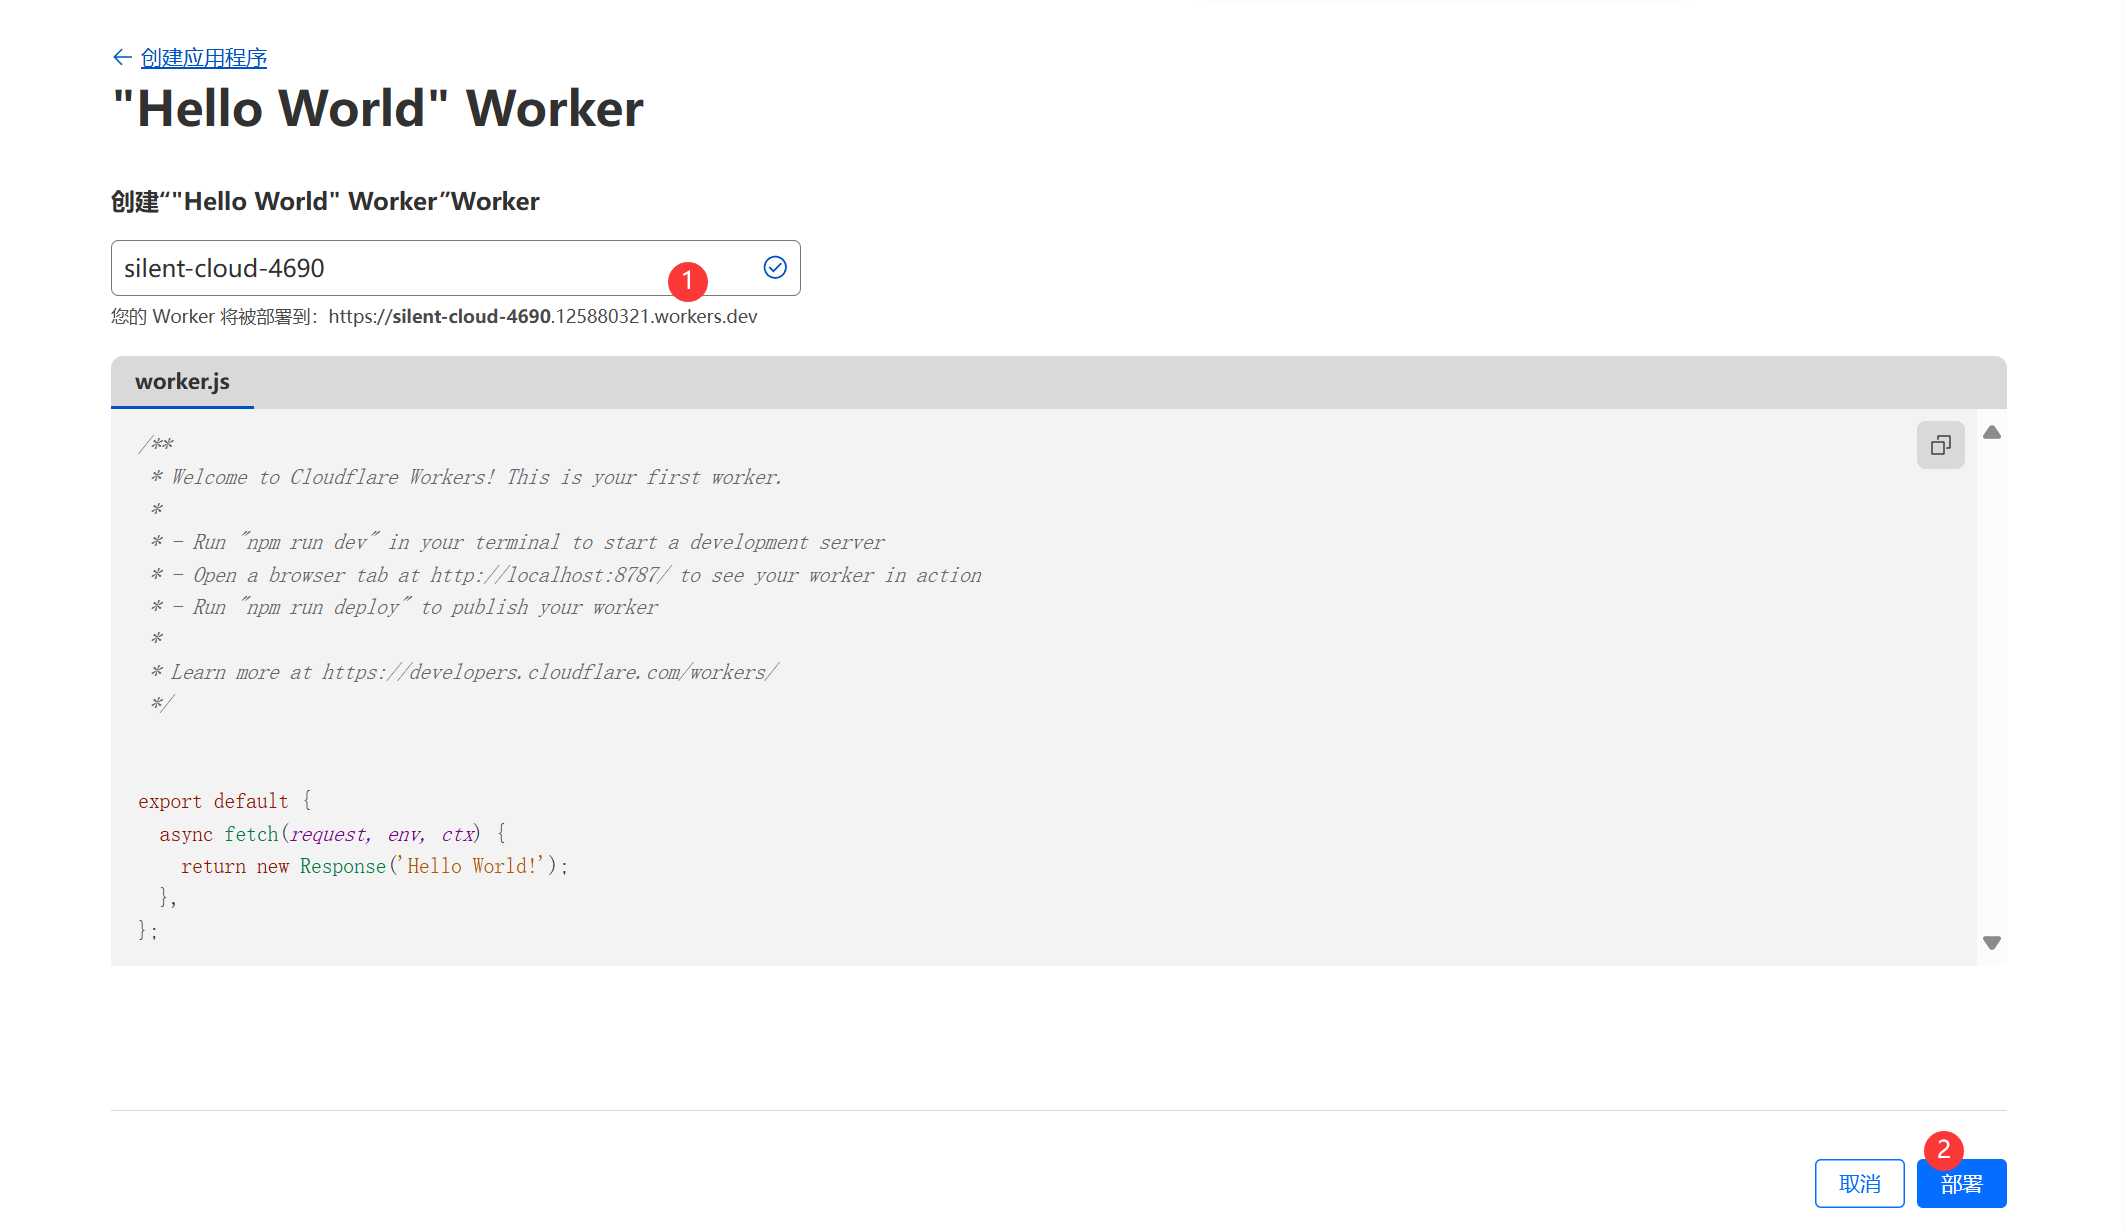 ← 创建应用程序
"Hello World" Worker
创建“"Hello World" Worker”Worker
silent-cloud-4690
1
您的 Worker 将被部署到：https://silent-cloud-4690.125880321.workers.dev
worker.js
/**
 * Welcome to Cloudflare Workers! This is your first worker.
 *
 * - Run "npm run dev" in your terminal to start a development server
 * - Open a browser tab at http://localhost:8787/ to see your worker in action
 * - Run "npm run deploy" to publish your worker
 *
 * Learn more at https://developers.cloudflare.com/workers/
 */
export default {
  async fetch(request, env, ctx) {
    return new Response('Hello World!');
  },
};
2
取消 部署